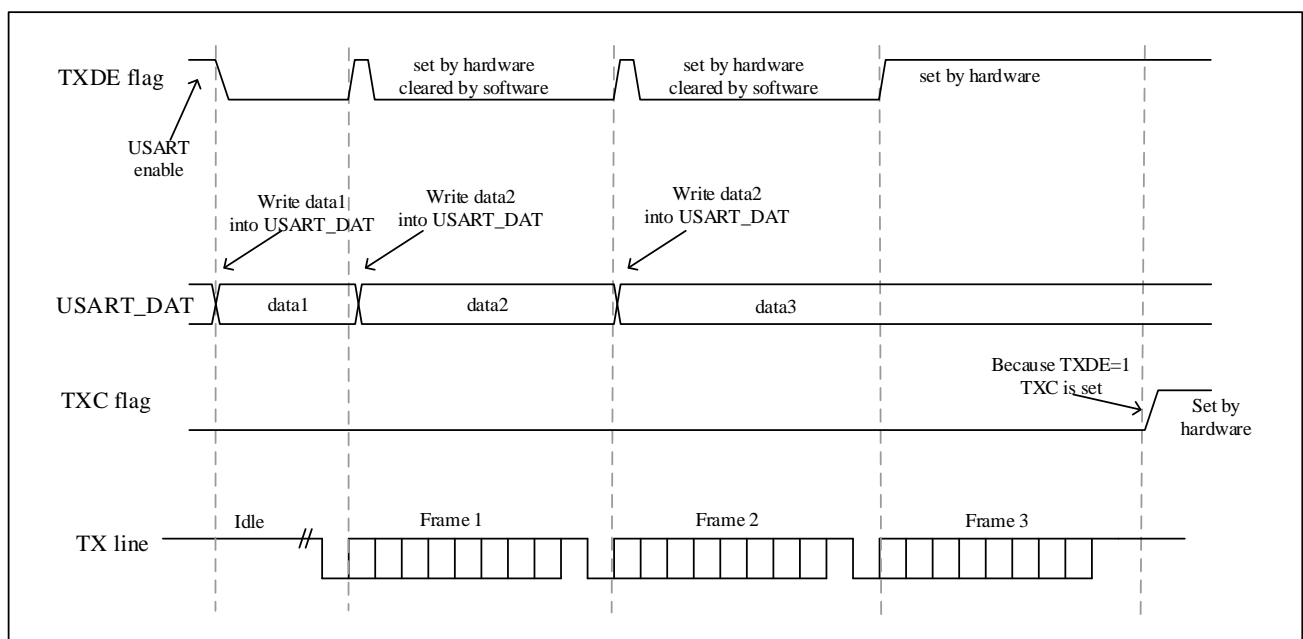 TXDE flag
set by hardware
cleared by software
set by hardware
cleared by software
set by hardware
USART
enable
Write data1
into USART_DAT
Write data2
into USART_DAT
Write data2
into USART_DAT
USART_DAT
data1
data2
data3
Because TXDE=1
TXC is set
TXC flag
Set by
hardware
Idle
Frame 1
Frame 2
Frame 3
TX line